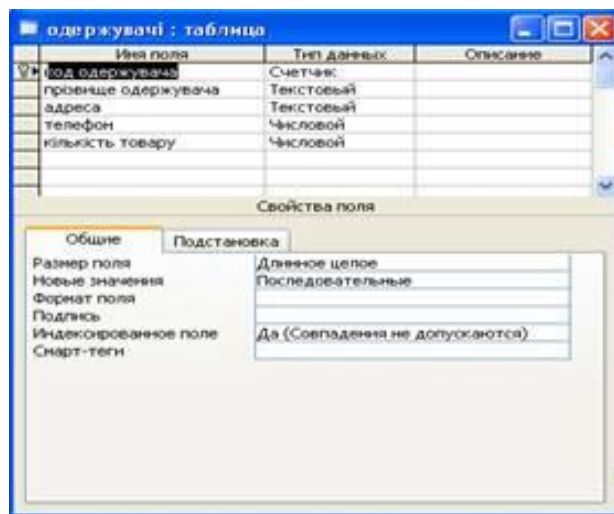 одержувачі : таблица
Имя поля Тип данных Описание
код одержувача Счетчик
прізвище одержувача Текстовый
адреса Текстовый
телефон Числовой
кількість товару Числовой
Свойства поля
Общие Подстановка
Размер поля Длинное целое
Новые значения Последовательные
Формат поля
Подпись
Индексированное поле Да (Совпадения не допускаются)
Смарт-теги